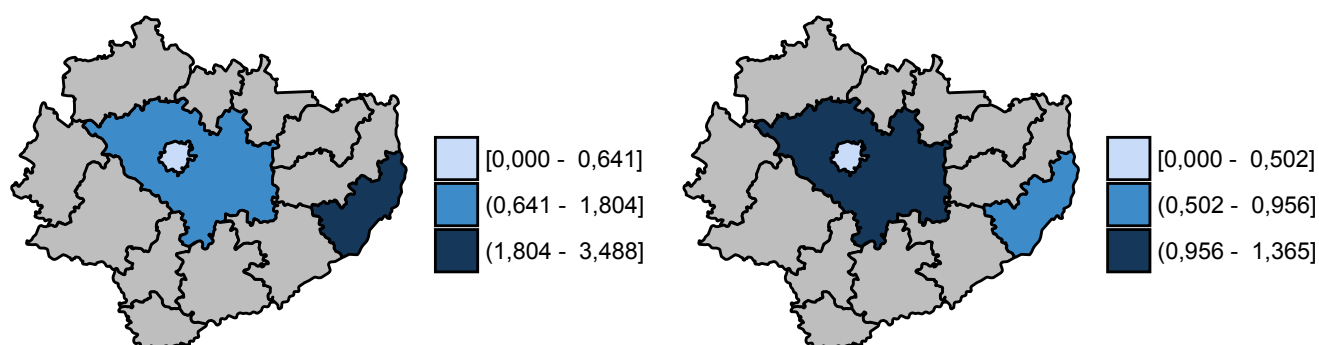 [0,000 - 0,641]
(0,641 - 1,804]
(1,804 - 3,488]
[0,000 - 0,502]
(0,502 - 0,956]
(0,956 - 1,365]